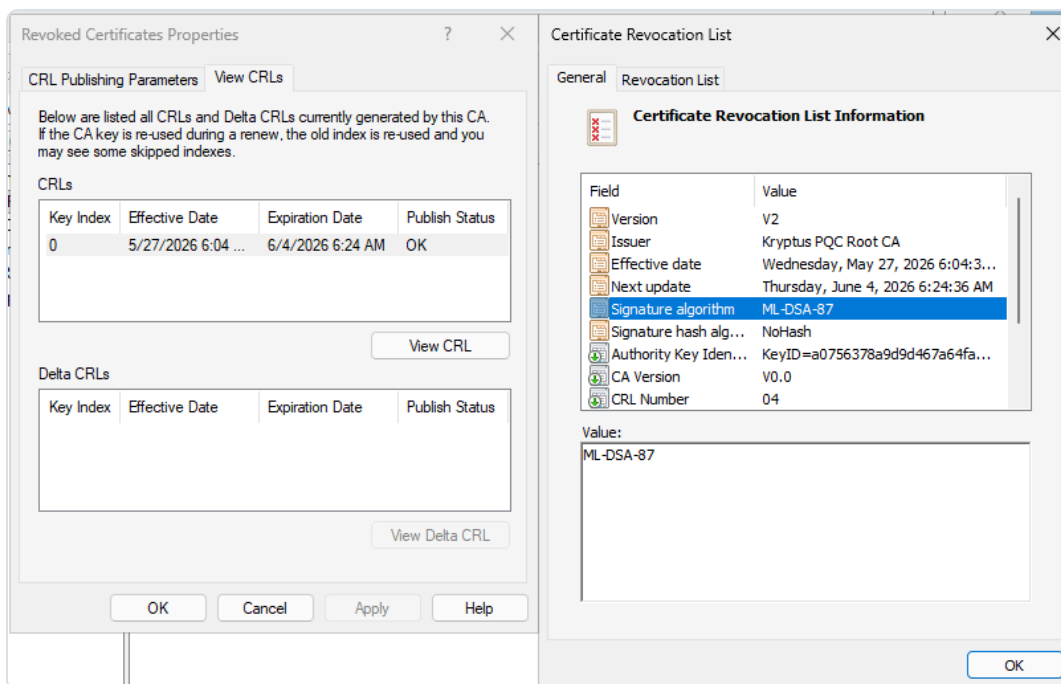 Revoked Certificates Properties
CRL Publishing Parameters View CRLs
Below are listed all CRLs and Delta CRLs currently generated by this CA.
If the CA key is re-used during a renew, the old index is re-used and you
may see some skipped indexes.
CRLs
Key Index Effective Date Expiration Date Publish Status
0 5/27/2026 6:04 ... 6/4/2026 6:24 AM OK
View CRL
Delta CRLs
Key Index Effective Date Expiration Date Publish Status
View Delta CRL
OK Cancel Apply Help
Certificate Revocation List
General Revocation List
Certificate Revocation List Information
Field Value
Version V2
Issuer Kryptus PQC Root CA
Effective date Wednesday, May 27, 2026 6:04:3...
Next update Thursday, June 4, 2026 6:24:36 AM
Signature algorithm ML-DSA-87
Signature hash alg... NoHash
Authority Key Iden... KeyID=a0756378a9d9d467a64fa...
CA Version V0.0
CRL Number 04
Value:
ML-DSA-87
OK